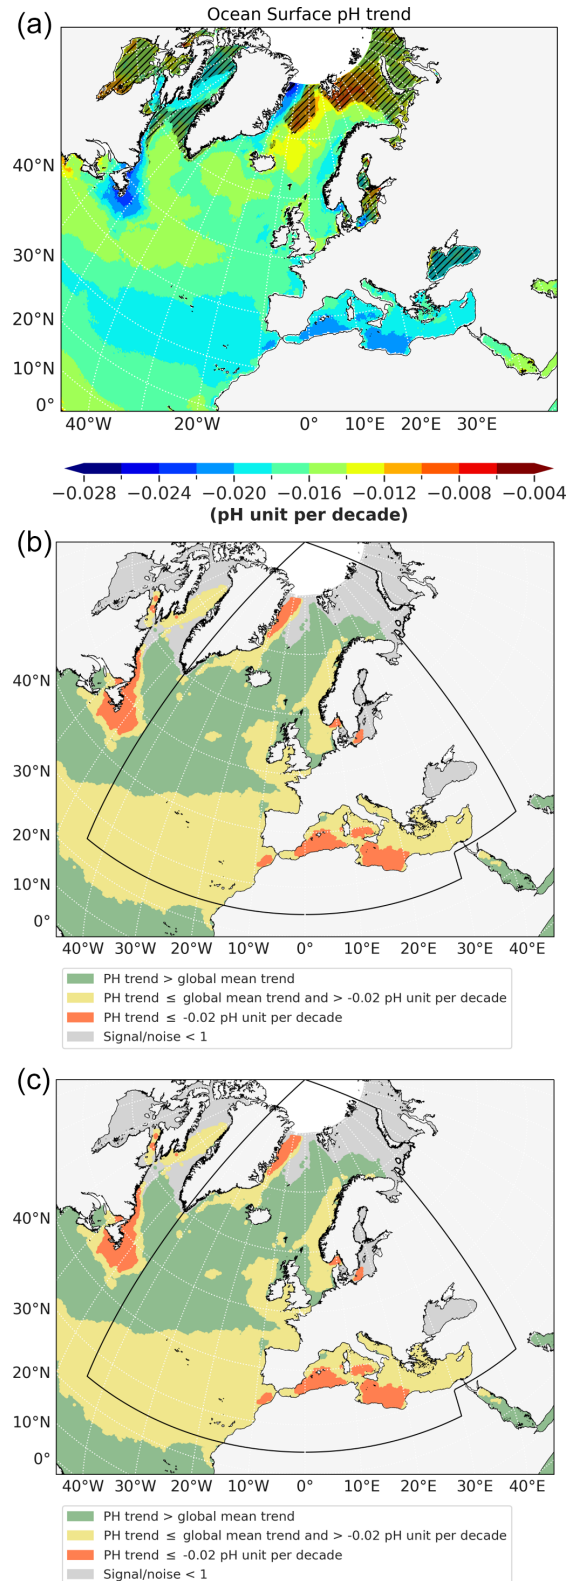 (a)
Ocean Surface pH trend
40°N
30°N
20°N
10°N
0°
40°W 20°W 0° 10°E 20°E 30°E
−0.028 −0.024 −0.020 −0.016 −0.012 −0.008 −0.004
(pH unit per decade)
(b)
40°N
30°N
20°N
10°N
0°
40°W 30°W 20°W 10°W 0° 10°E 20°E 30°E 40°E
PH trend > global mean trend
PH trend ≤ global mean trend and > -0.02 pH unit per decade
PH trend ≤ -0.02 pH unit per decade
Signal/noise < 1
(c)
40°N
30°N
20°N
10°N
0°
40°W 30°W 20°W 10°W 0° 10°E 20°E 30°E 40°E
PH trend > global mean trend
PH trend ≤ global mean trend and > -0.02 pH unit per decade
PH trend ≤ -0.02 pH unit per decade
Signal/noise < 1